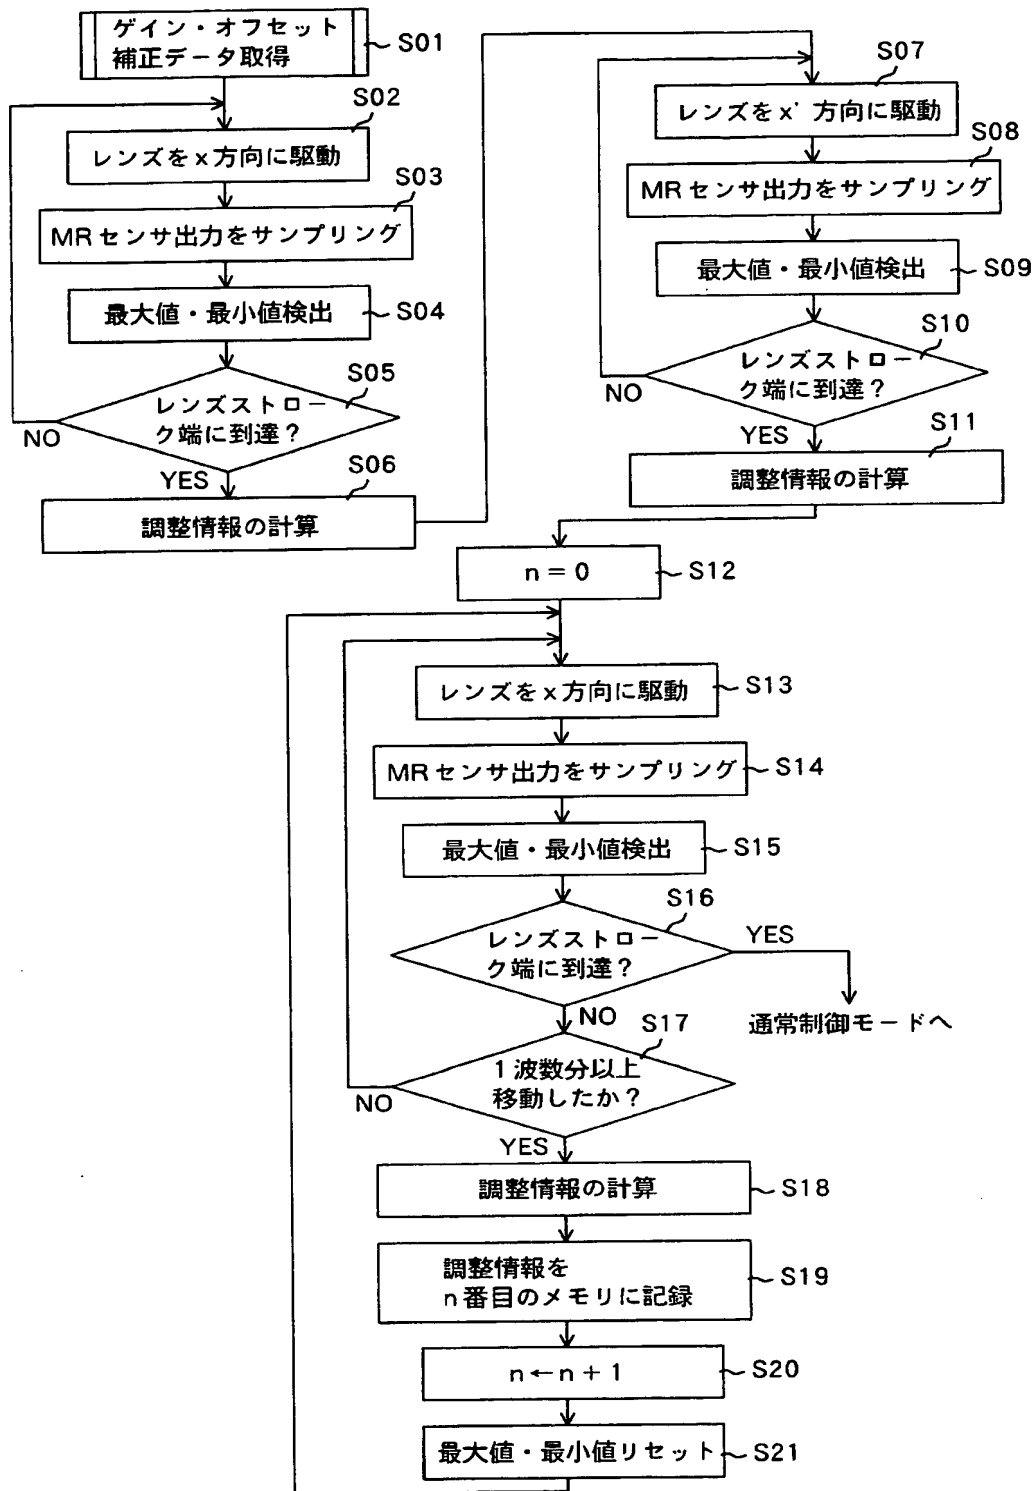 ゲイン・オフセット
補正データ取得
S01
S02
レンズをx方向に駆動
S03
MRセンサ出力をサンプリング
最大値・最小値検出
S04
S05
レンズストロー
ク端に到達?
NO
YES
S06
調整情報の計算
S07
レンズをx'方向に駆動
S08
MRセンサ出力をサンプリング
最大値・最小値検出
S09
S10
レンズストロー
ク端に到達?
NO
YES
S11
調整情報の計算
n=0
S12
レンズをx方向に駆動
S13
MRセンサ出力をサンプリング
S14
最大値・最小値検出
S15
S16
レンズストロー
ク端に到達?
YES
通常制御モードへ
NO
S17
1波数分以上
移動したか?
NO
YES
調整情報の計算
S18
調整情報を
n番目のメモリに記録
S19
n←n+1
S20
最大値・最小値リセット
S21